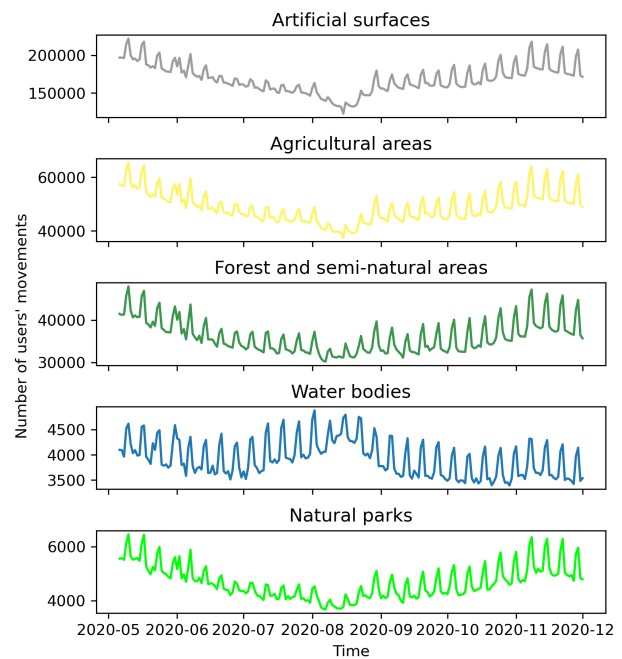 Artificial surfaces
200000
150000
Agricultural areas
60000
40000
Forest and semi-natural areas
40000
30000
Number of users' movements
Water bodies
4500
4000
3500
Natural parks
6000
4000
2020-05 2020-06 2020-07 2020-08 2020-09 2020-10 2020-11 2020-12
Time